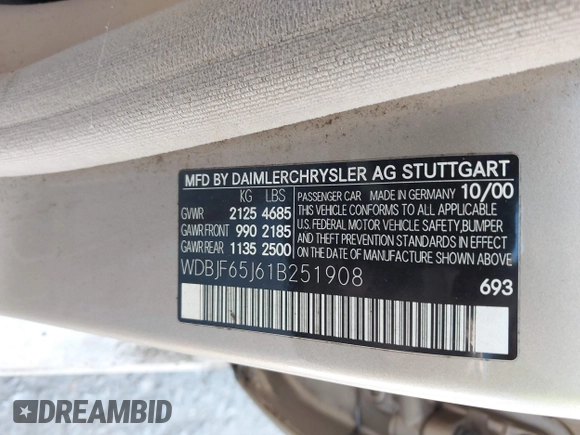 MFD BY DAIMLERCHRYSLER AG STUTTGART
KG LBS
GVWR 2125 4685
GAWR FRONT 990 2185
GAWR REAR 1135 2500
PASSENGER CAR MADE IN GERMANY 10/00
THIS VEHICLE CONFORMS TO ALL APPLICABLE
U.S. FEDERAL MOTOR VEHICLE SAFETY, BUMPER
AND THEFT PREVENTION STANDARDS IN EFFECT
ON THE DATE OF MANUFACTURE SHOWN ABOVE
WDBJF65J61B251908
693
DREAMBID